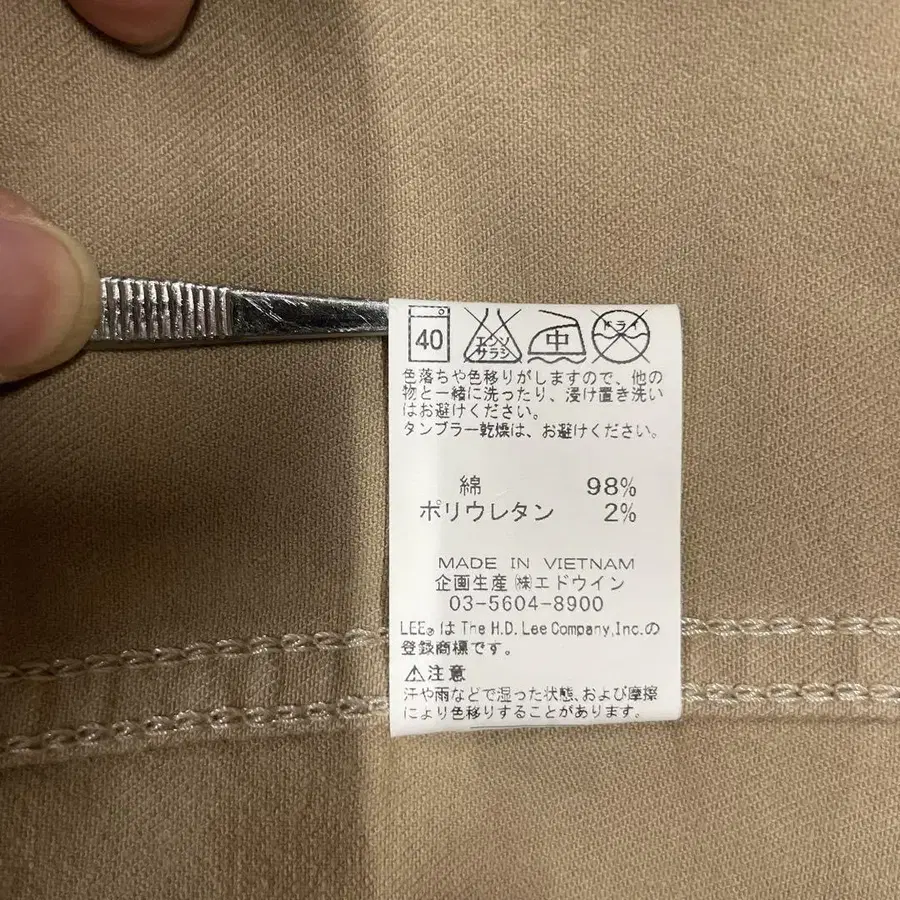 40 エンソ サラシ 中 ドライ
色落ちや色移りがしますので、他の
物と一緒に洗ったり、浸け置き洗い
はお避けください。
タンブラー乾燥は、お避けください。
綿 98%
ポリウレタン 2%
MADE IN VIETNAM
企画生産 ㈱エドウイン
03-5604-8900
LEE®は The H.D. Lee Company,Inc.の
登録商標です。
⚠注意
汗や雨などで湿った状態、および摩擦
により色移りすることがあります。